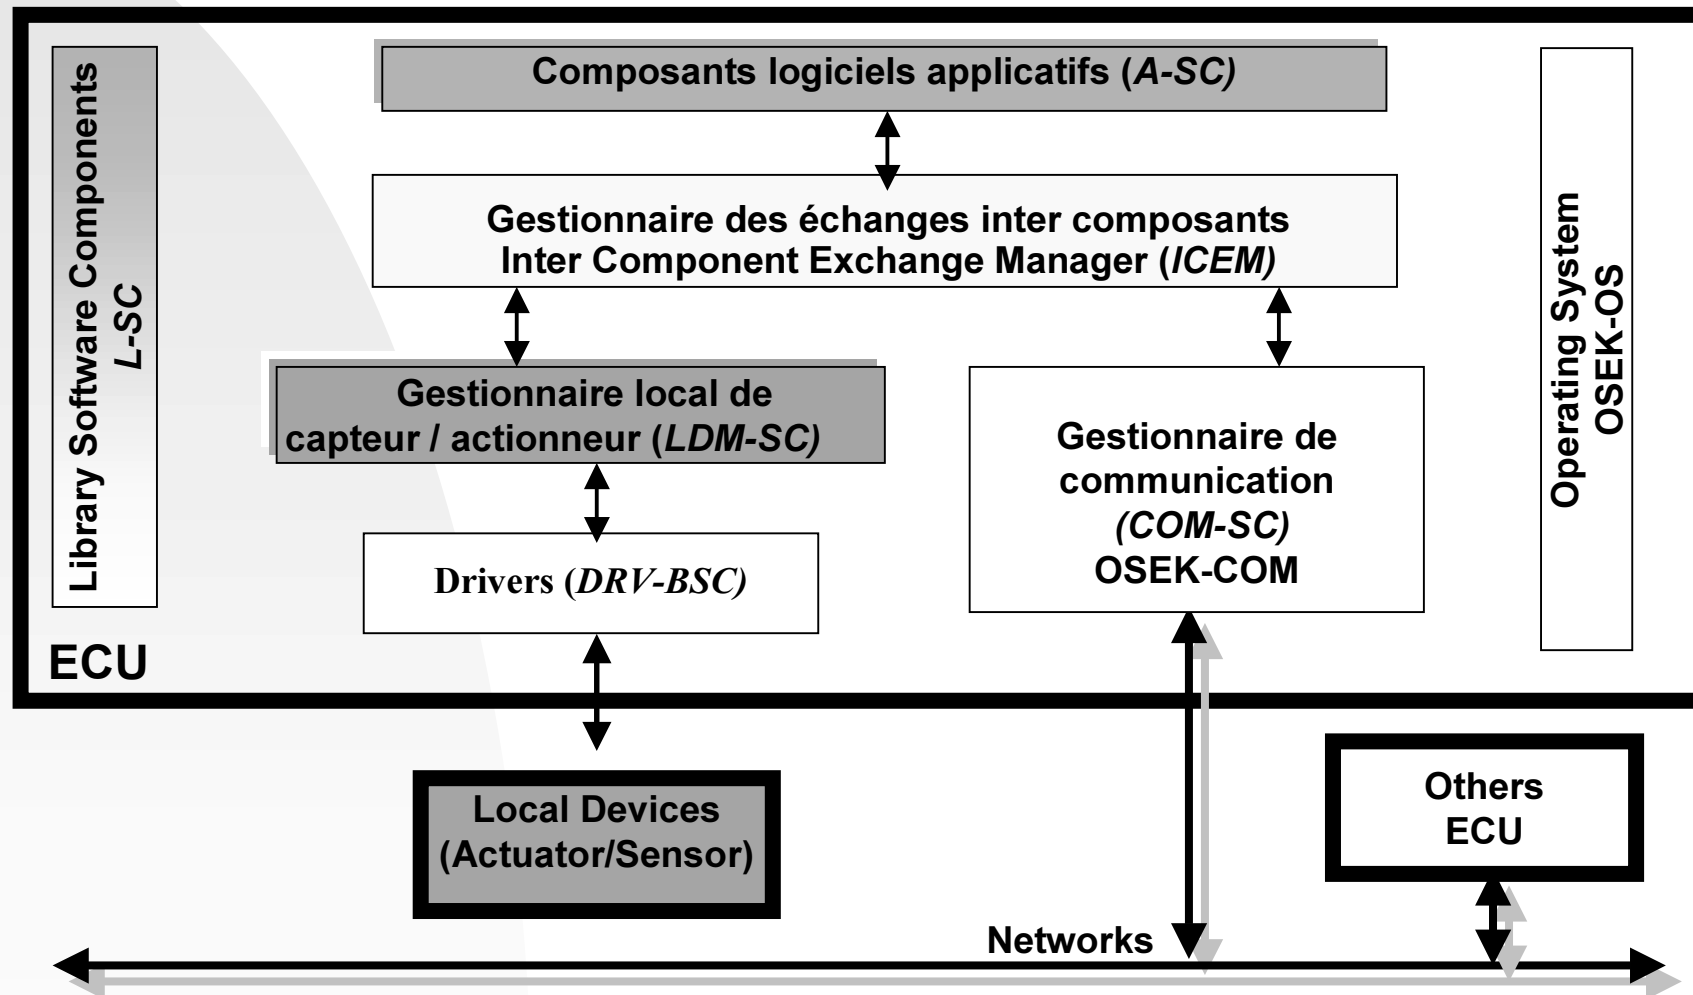 Library Software Components
L-SC
Composants logiciels applicatifs (A-SC)
Gestionnaire des échanges inter composants
Inter Component Exchange Manager (ICEM)
Gestionnaire local de
capteur / actionneur (LDM-SC)
Drivers (DRV-BSC)
Gestionnaire de
communication
(COM-SC)
OSEK-COM
Operating System
OSEK-OS
ECU
Local Devices
(Actuator/Sensor)
Others
ECU
Networks